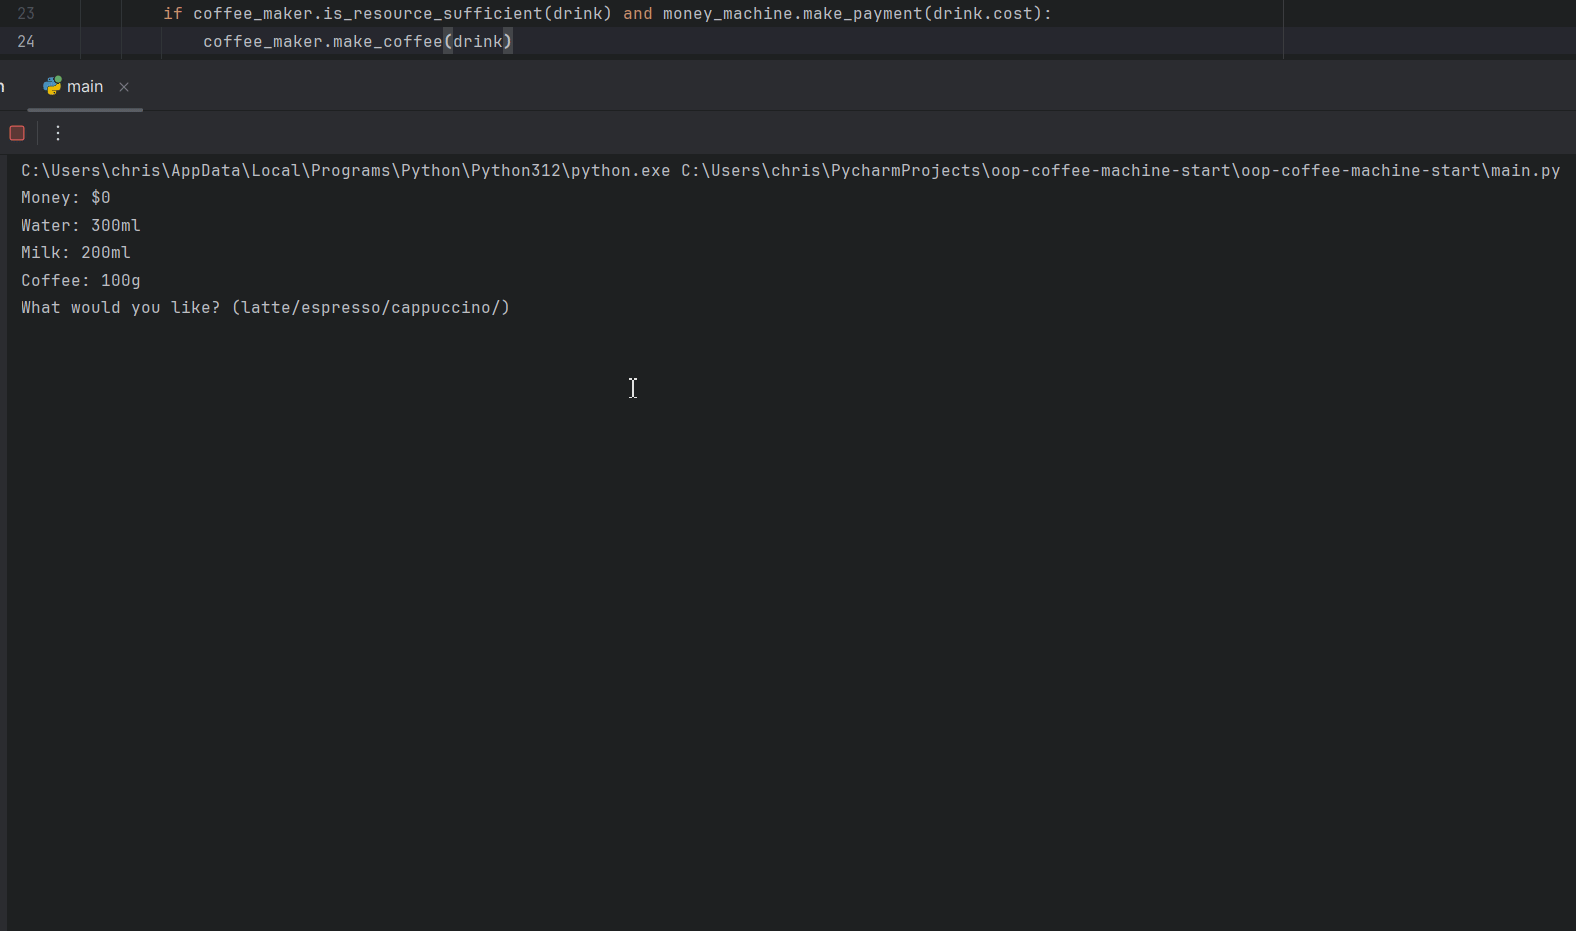 23 if coffee_maker.is_resource_sufficient(drink) and money_machine.make_payment(drink.cost):
24 coffee_maker.make_coffee(drink)
main
C:\Users\chris\AppData\Local\Programs\Python\Python312\python.exe C:\Users\chris\PycharmProjects\oop-coffee-machine-start\oop-coffee-machine-start\main.py
Money: $0
Water: 300ml
Milk: 200ml
Coffee: 100g
What would you like? (latte/espresso/cappuccino/)